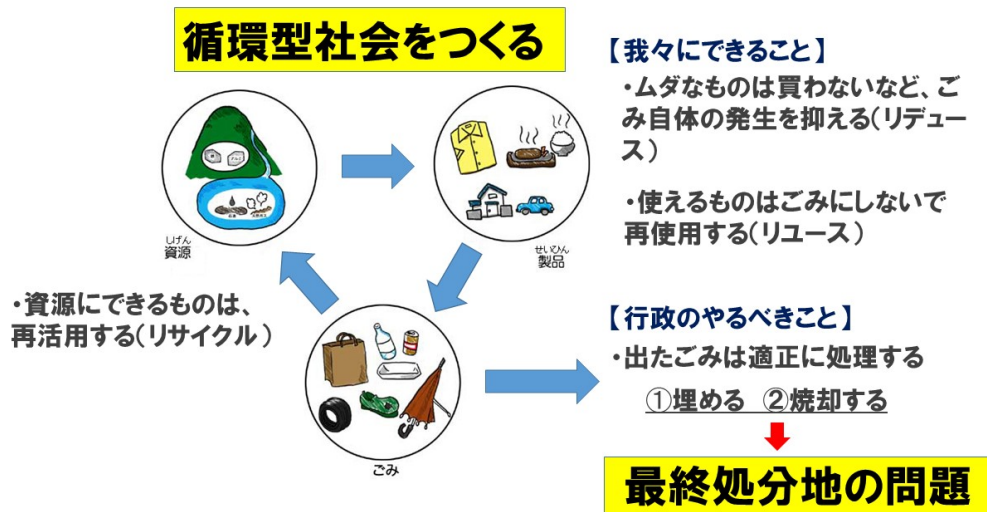 循環型社会をつくる
【我々にできること】
・ムダなものは買わないなど、ご
み自体の発生を抑える(リデュー
ス)
・使えるものはごみにしないで
再使用する(リユース)
しげん
資源
せいひん
製品
・資源にできるものは、
再活用する(リサイクル)
ごみ
【行政のやるべきこと】
・出たごみは適正に処理する
①埋める ②焼却する
最終処分地の問題